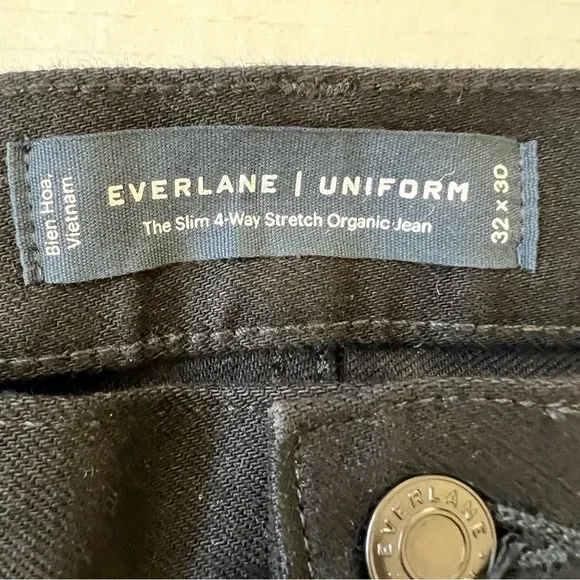 Bien Hoa,
Vietnam
EVERLANE | UNIFORM
The Slim 4-Way Stretch Organic Jean
32 x 30
EVERLANE